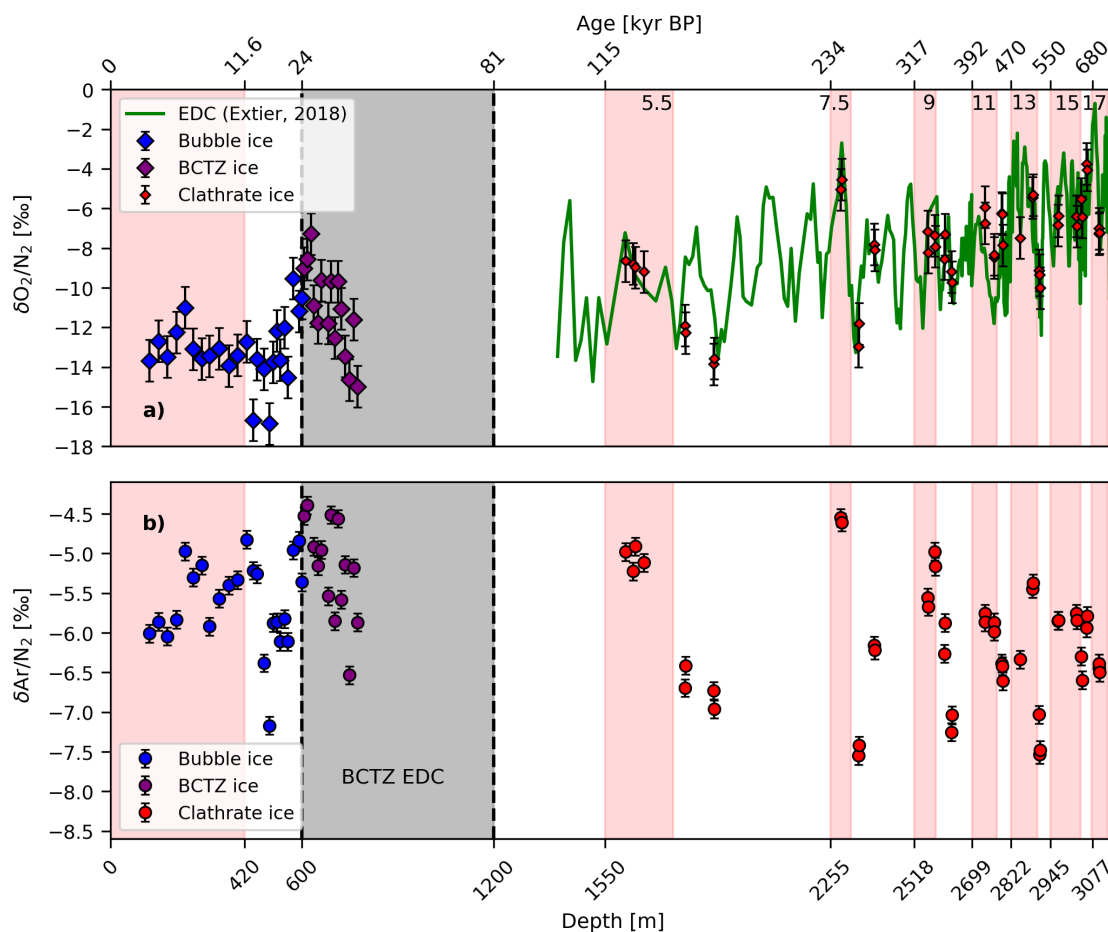 Age [kyr BP]
0 11.6 24 81 115 234 317 392 470 550 680
0
−2
−4
−6
−8
−10
−12
−14
−16
−18
δO₂/N₂ [‰]
EDC (Extier, 2018)
Bubble ice
BCTZ ice
Clathrate ice
5.5 7.5 9 11 13 15 17
a)
b)
−4.5
−5.0
−5.5
−6.0
−6.5
−7.0
−7.5
−8.0
−8.5
δAr/N₂ [‰]
Bubble ice
BCTZ ice
Clathrate ice
BCTZ EDC
0 420 600 1200 1550 2255 2518 2699 2822 2945 3077
Depth [m]